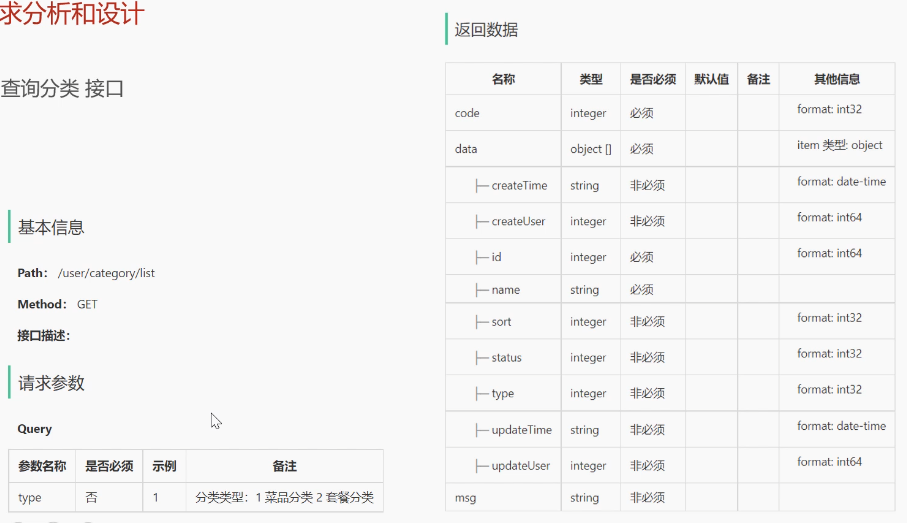 求分析和设计
查询分类 接口
基本信息
Path： /user/category/list
Method： GET
接口描述：
请求参数
Query
参数名称 是否必须 示例 备注
type 否 1 分类类型：1 菜品分类 2 套餐分类
返回数据
名称 类型 是否必须 默认值 备注 其他信息
code integer 必须 format: int32
data object [] 必须 item 类型: object
├─ createTime string 非必须 format: date-time
├─ createUser integer 非必须 format: int64
├─ id integer 必须 format: int64
├─ name string 必须
├─ sort integer 非必须 format: int32
├─ status integer 非必须 format: int32
├─ type integer 非必须 format: int32
├─ updateTime string 非必须 format: date-time
├─ updateUser integer 非必须 format: int64
msg string 非必须